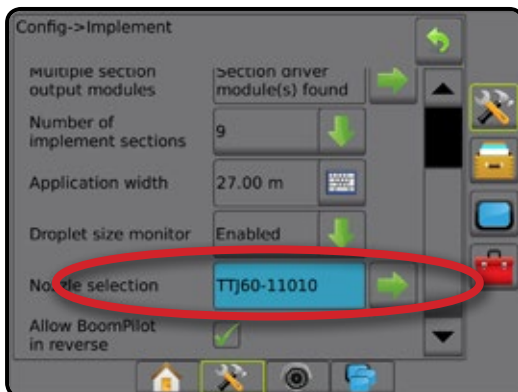 Config->Implement
Multiple section
output modules
Section driver
module(s) found
Number of
implement sections
9
Application width
27.00 m
Droplet size monitor
Enabled
Nozzle selection
TTJ60-11010
Allow BoomPilot
in reverse